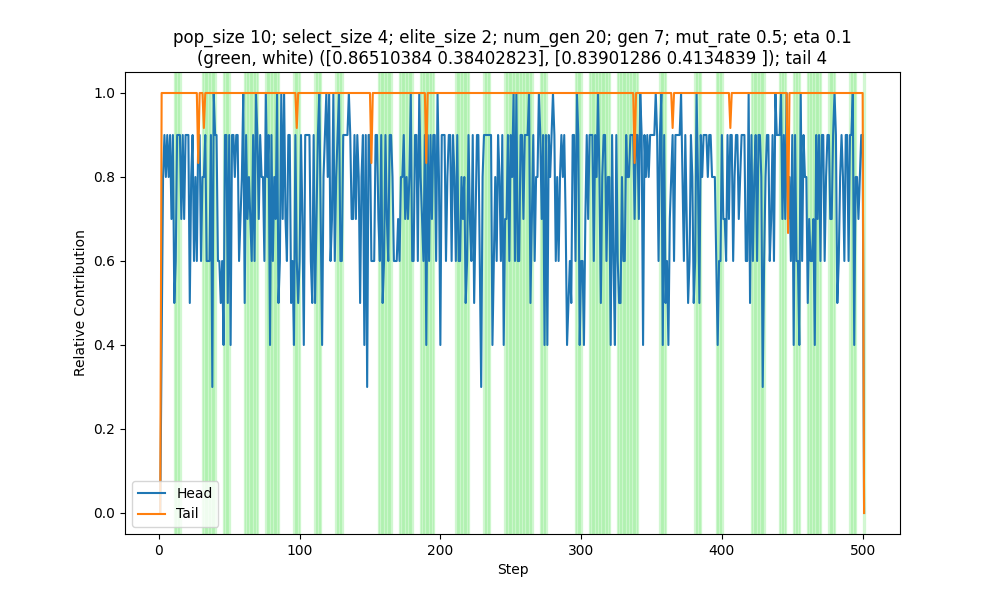 pop_size 10; select_size 4; elite_size 2; num_gen 20; gen 7; mut_rate 0.5; eta 0.1
(green, white) ([0.86510384 0.38402823], [0.83901286 0.4134839 ]); tail 4
1.0
0.8
0.6
0.4
0.2
0.0
Relative Contribution
Head
Tail
0
100
200
300
400
500
Step